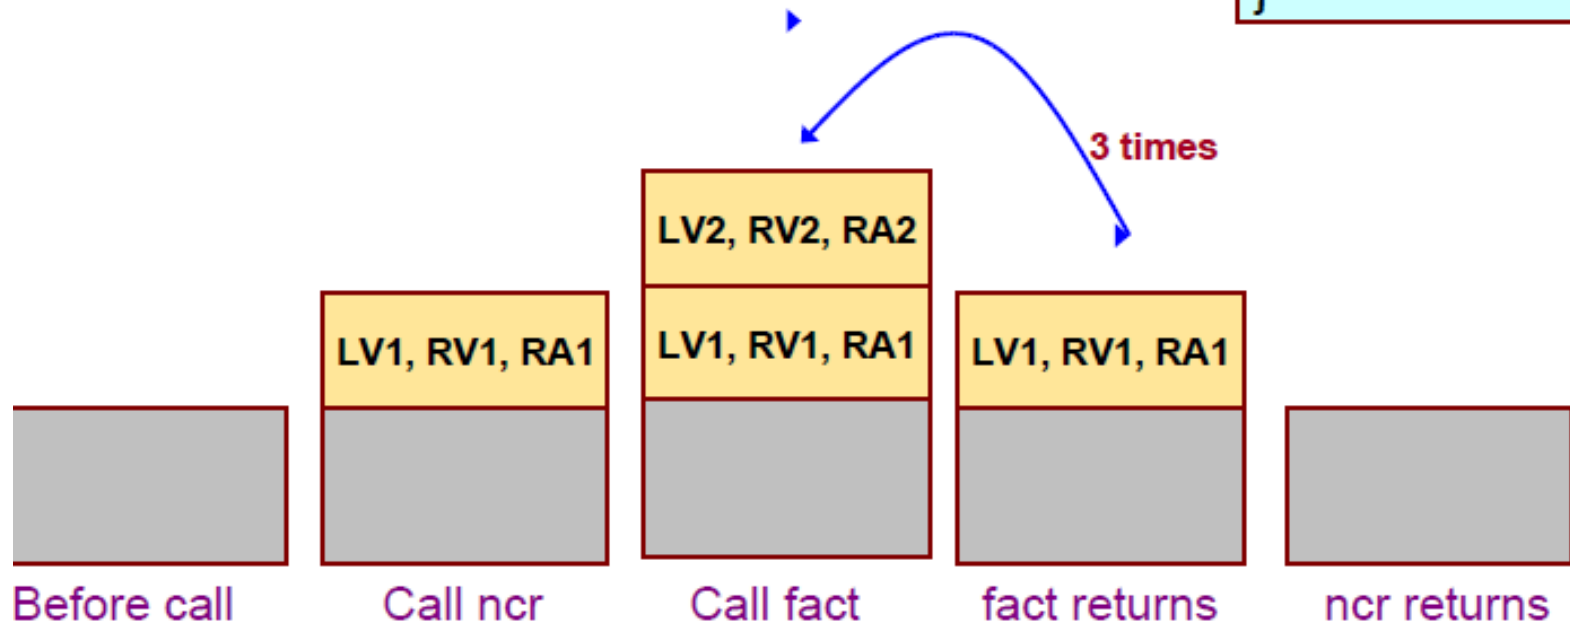 }
3 times
LV2, RV2, RA2
LV1, RV1, RA1
LV1, RV1, RA1
LV1, RV1, RA1
Before call
Call ncr
Call fact
fact returns
ncr returns